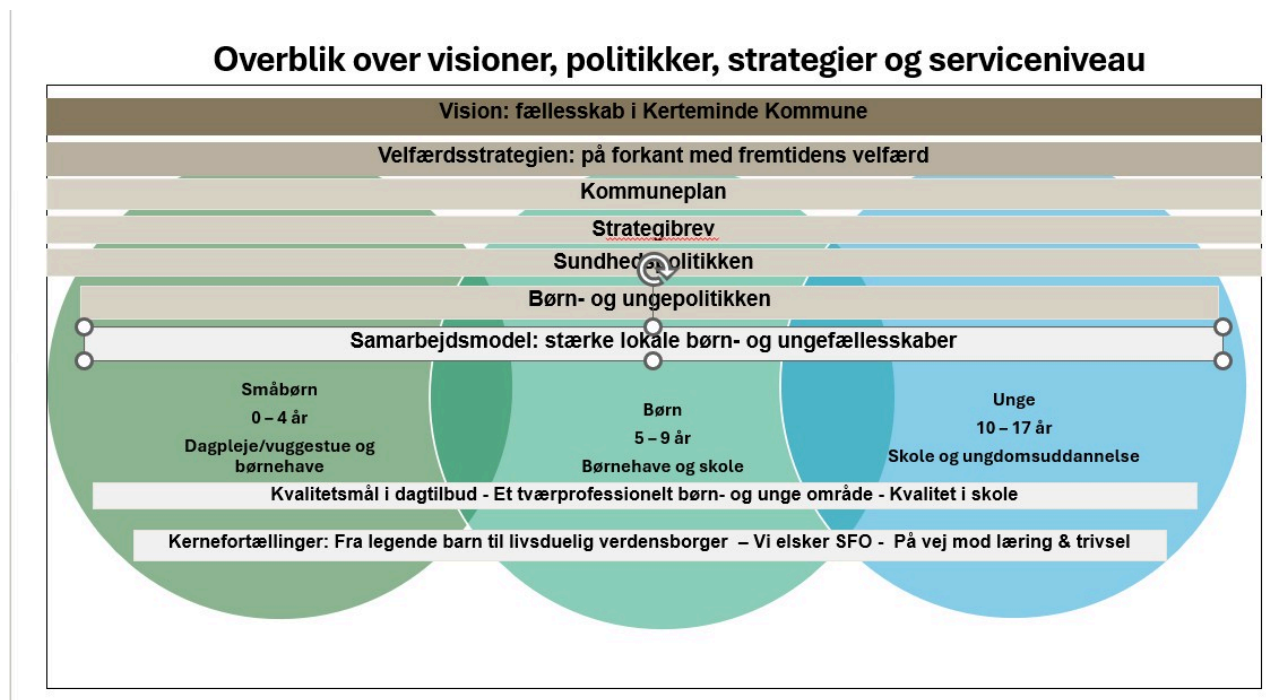 Overblik over visioner, politikker, strategier og serviceniveau
Vision: fællesskab i Kerteminde Kommune
Velfærdsstrategien: på forkant med fremtidens velfærd
Kommuneplan
Strategibrev
Sundhedspolitikken
Børn- og ungepolitikken
Samarbejdsmodel: stærke lokale børn- og ungefællesskaber
Småbørn
0 – 4 år
Dagpleje/vuggestue og
børnehave
Børn
5 – 9 år
Børnehave og skole
Unge
10 – 17 år
Skole og ungdomsuddannelse
Kvalitetsmål i dagtilbud - Et tværprofessionelt børn- og unge område - Kvalitet i skole
Kernefortællinger: Fra legende barn til livsduelig verdensborger – Vi elsker SFO - På vej mod læring & trivsel